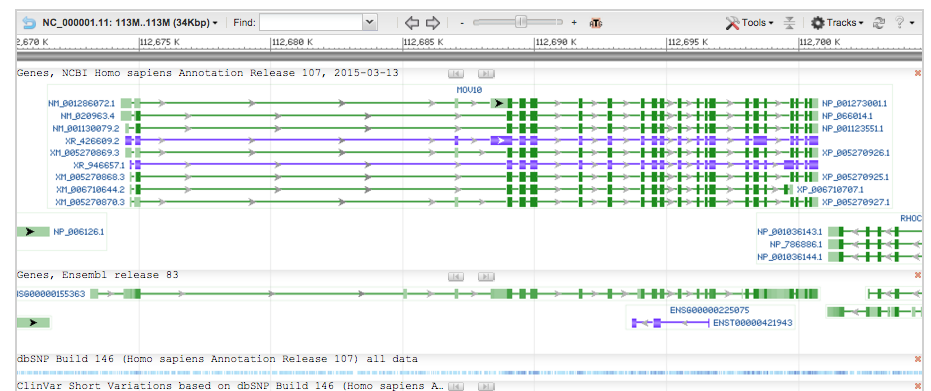 NC_000001.11: 113M..113M (34Kbp) Find: - + ATG Tools Tracks ?
2,670 K 112,675 K 112,680 K 112,685 K 112,690 K 112,695 K 112,700 K
Genes, NCBI Homo sapiens Annotation Release 107, 2015-03-13
MOV10
NM_001286072.1 NP_001273001.1
NM_020963.4 NP_066014.1
NM_001130079.2 NP_001123551.1
XR_426609.2
XM_005270869.3 XP_005270926.1
XR_946657.1
XM_005270868.3 XP_005270925.1
XM_006710644.2 XP_006710707.1
XM_005270870.3 XP_005270927.1
RHOC
NP_006126.1 NP_001036143.1
NP_786886.1
NP_001036144.1
Genes, Ensembl release 83
NSG00000155363
ENSG00000225075
ENST00000421943
dbSNP Build 146 (Homo sapiens Annotation Release 107) all data
ClinVar Short Variations based on dbSNP Build 146 (Homo sapiens A…